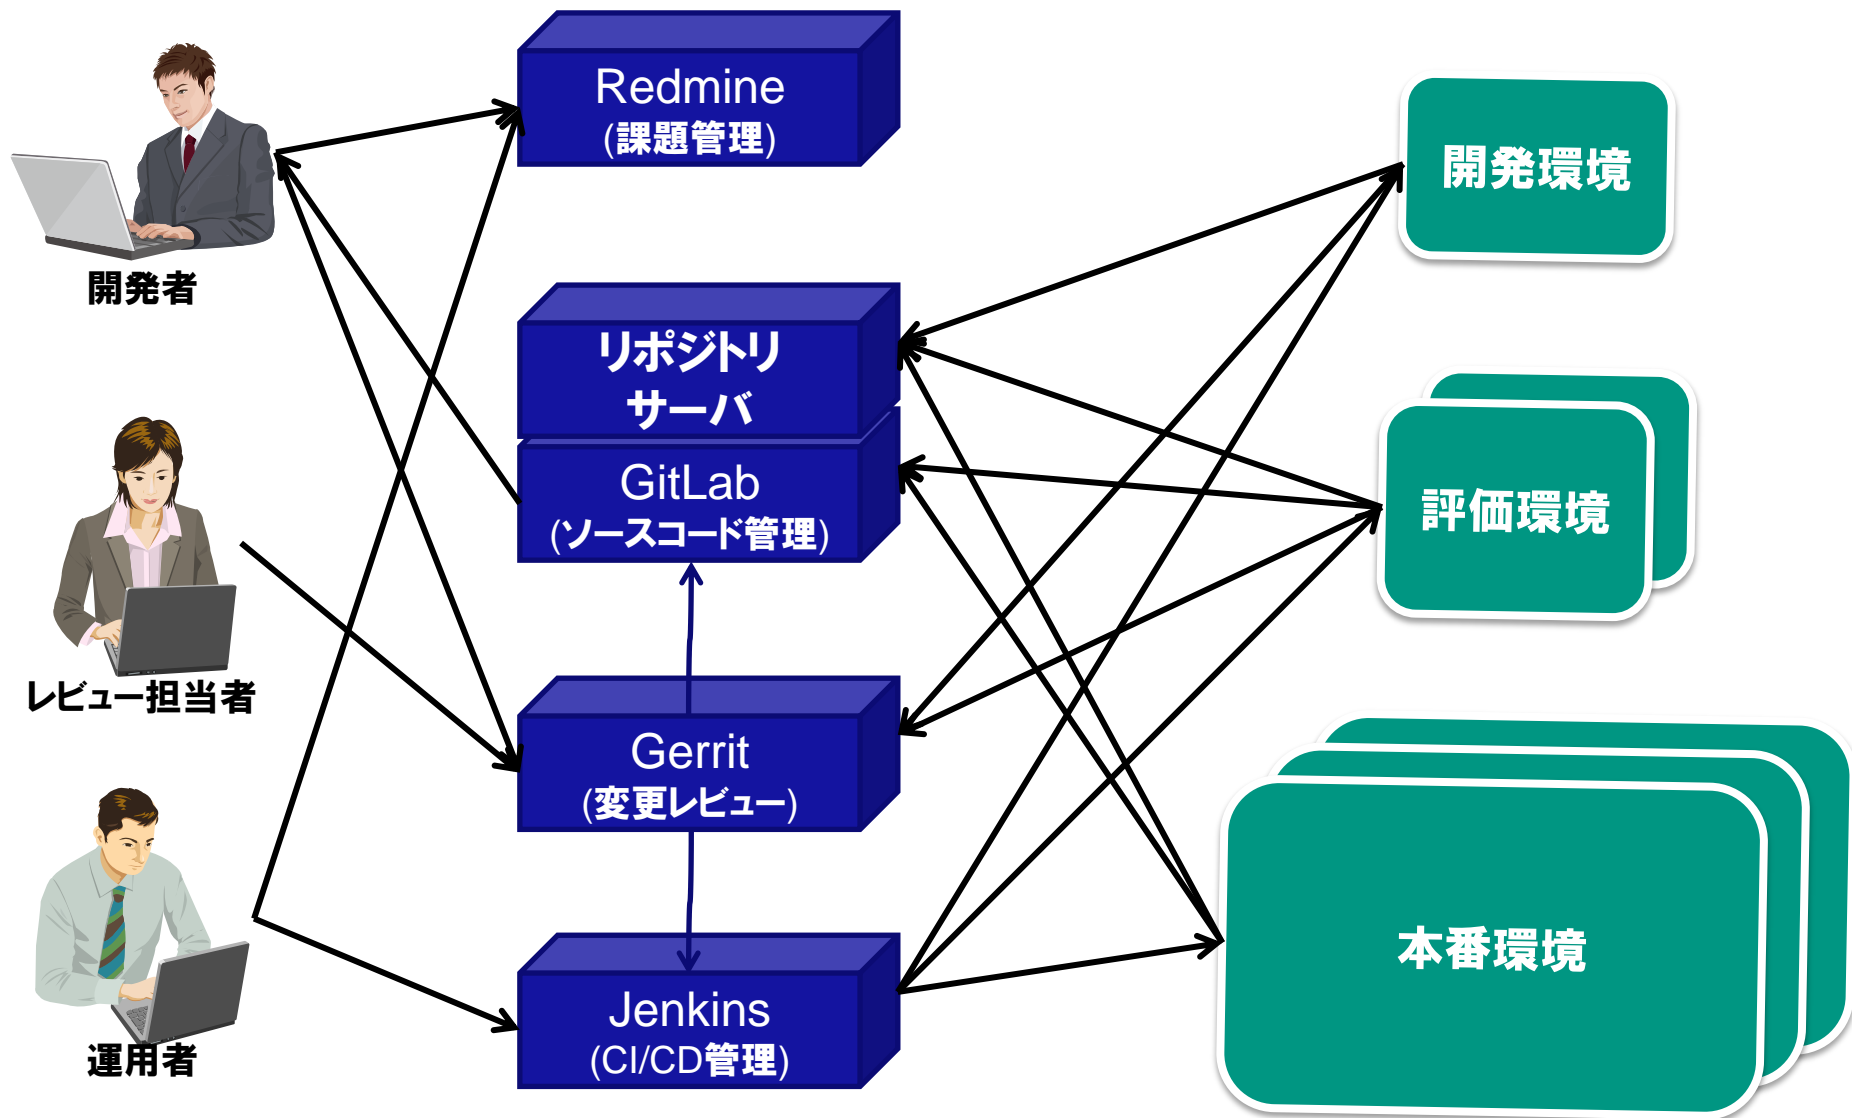 開発者
レビュー担当者
運用者
Redmine
(課題管理)
リポジトリ
サーバ
GitLab
(ソースコード管理)
Gerrit
(変更レビュー)
Jenkins
(CI/CD管理)
開発環境
評価環境
本番環境